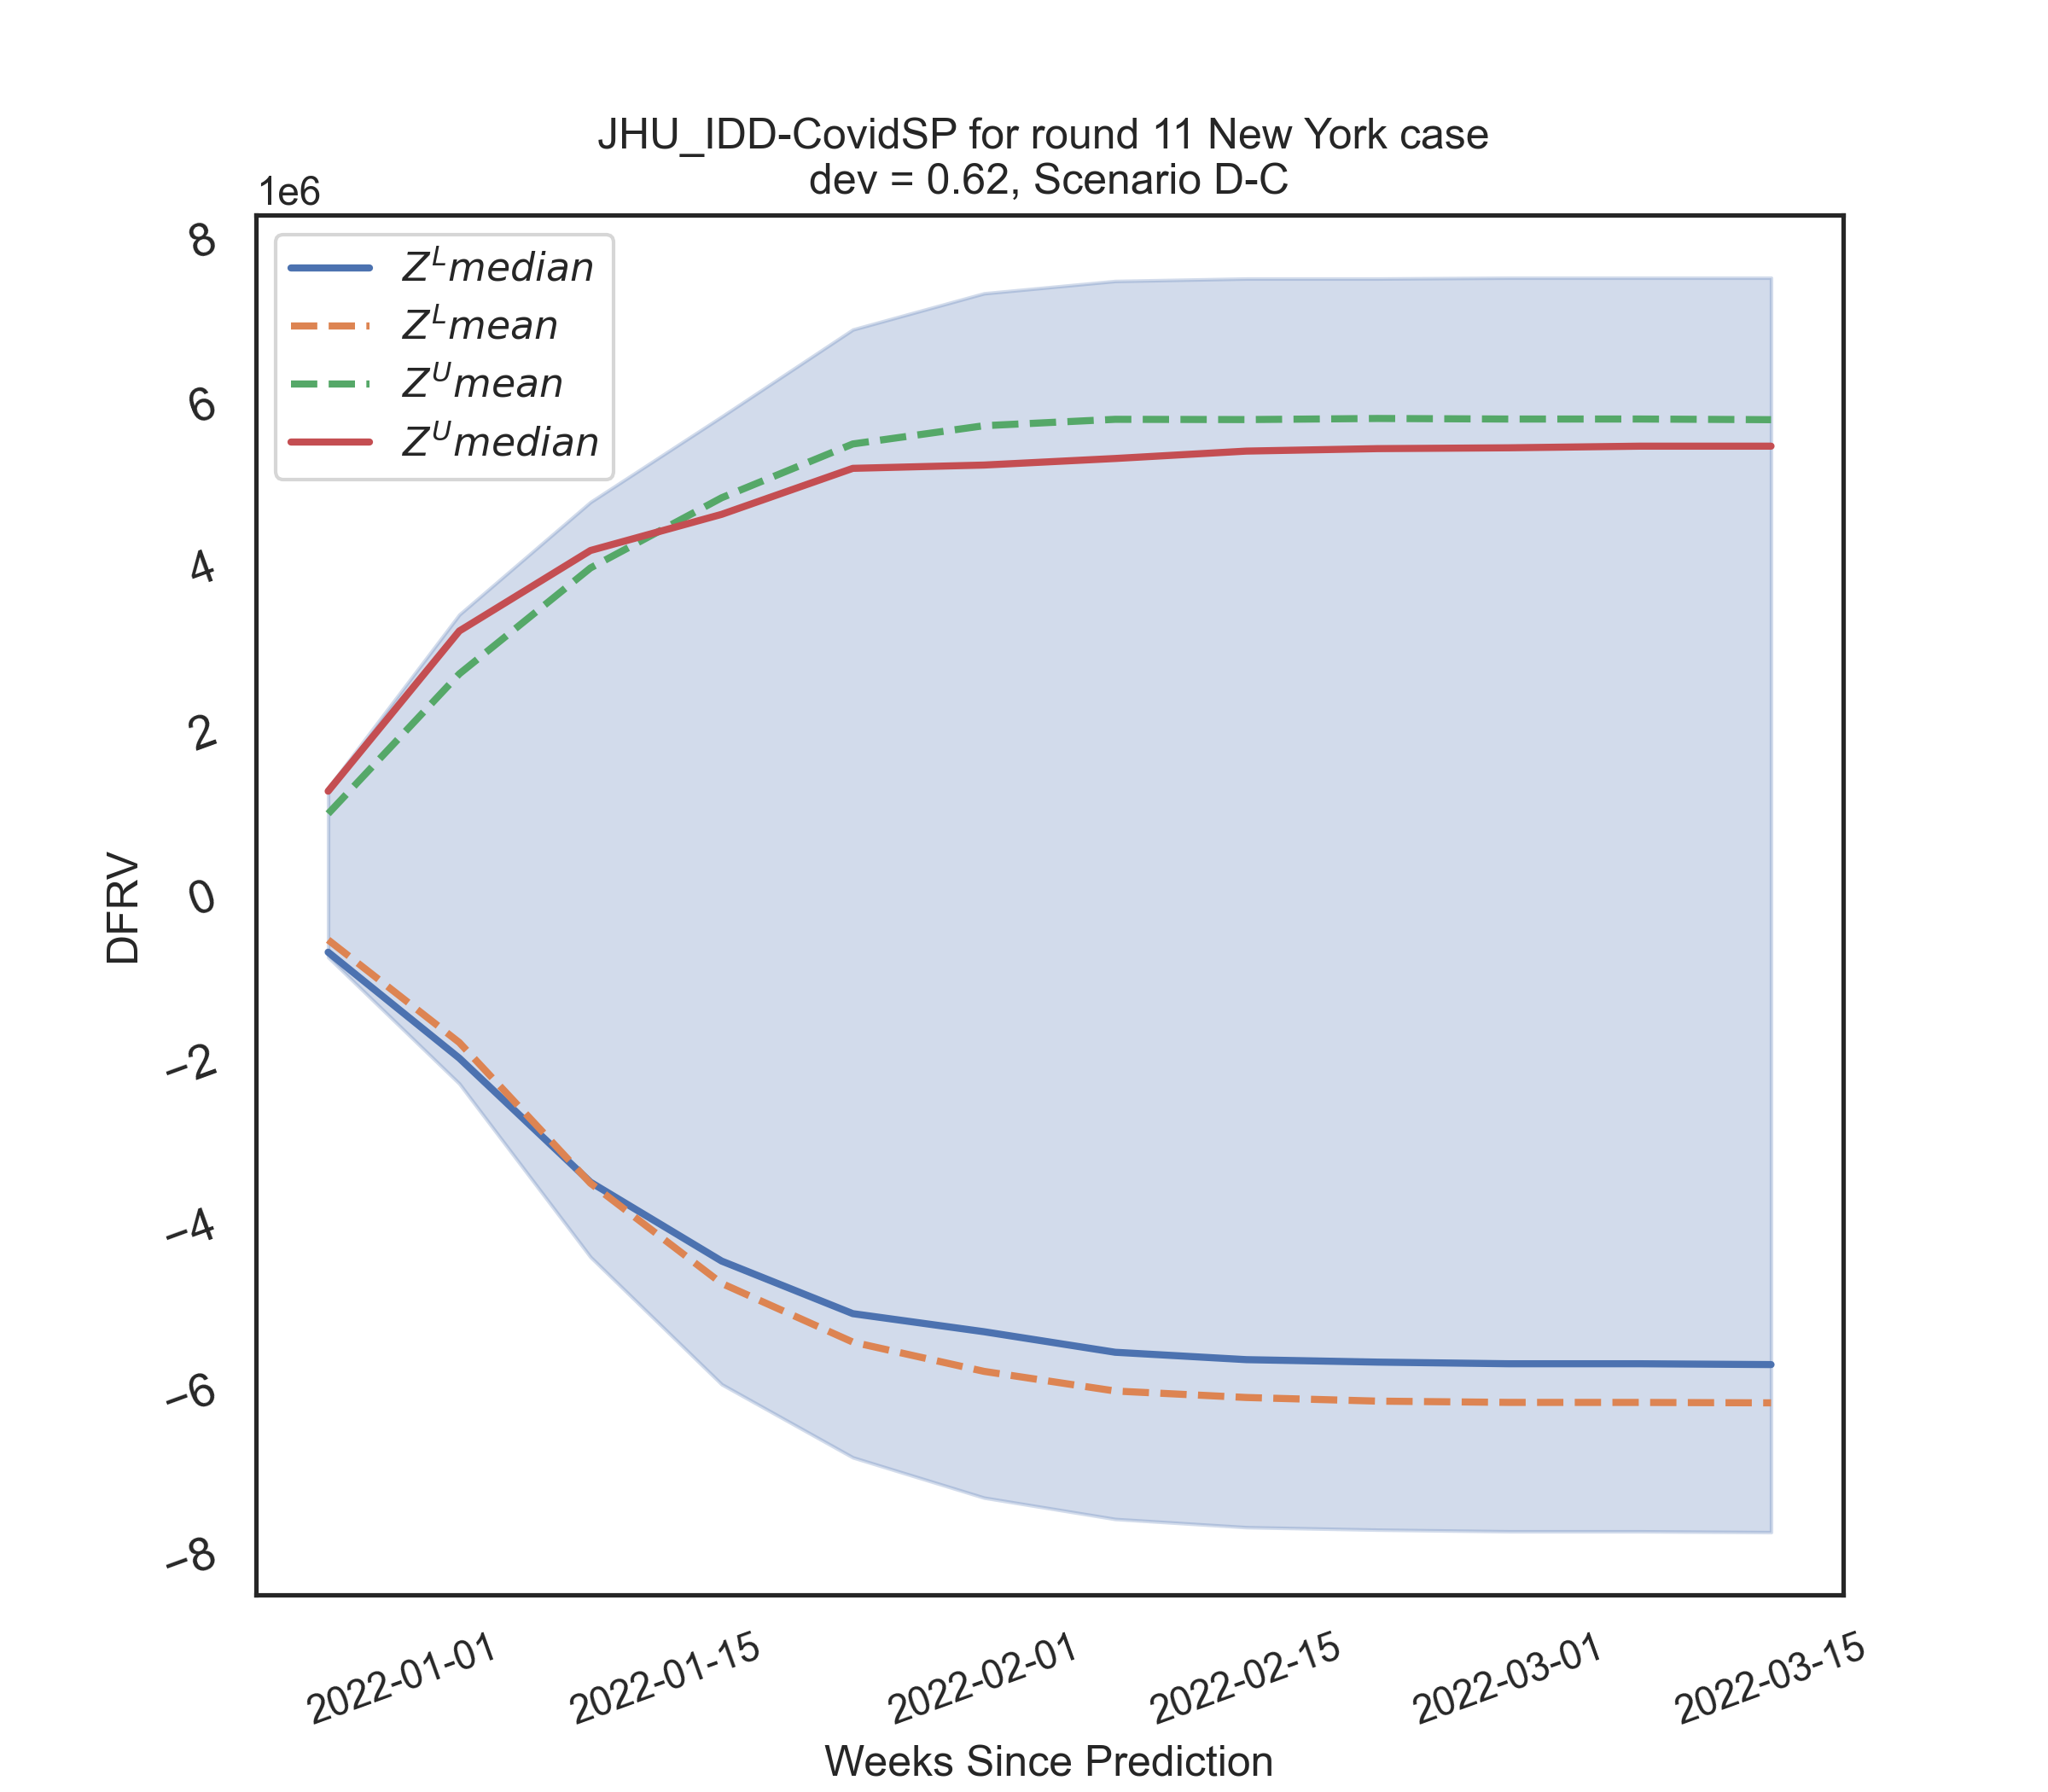 JHU_IDD-CovidSP for round 11 New York case
dev = 0.62, Scenario D-C
1e6
8
6
4
2
0
−2
−4
−6
−8
DFRV
Z^L median
Z^L mean
Z^U mean
Z^U median
2022-01-01
2022-01-15
2022-02-01
2022-02-15
2022-03-01
2022-03-15
Weeks Since Prediction